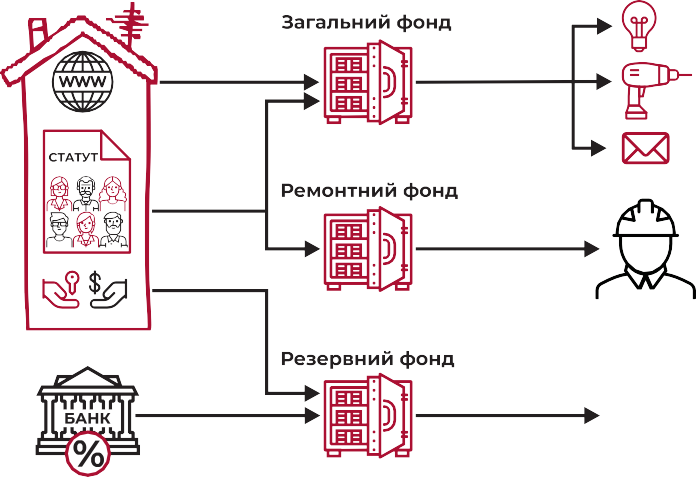 Загальний фонд
WWW
СТАТУТ
Ремонтний фонд
$
Резервний фонд
БАНК
%